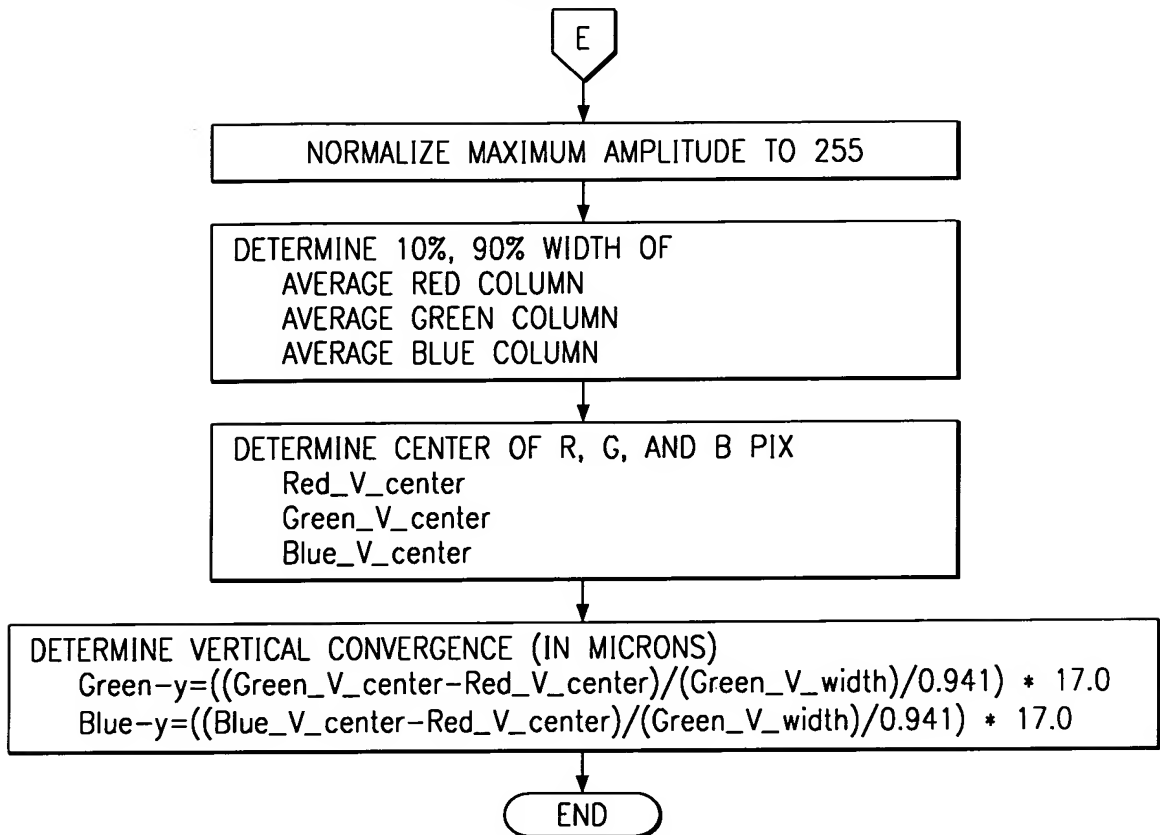 E
NORMALIZE MAXIMUM AMPLITUDE TO 255
DETERMINE 10%, 90% WIDTH OF
AVERAGE RED COLUMN
AVERAGE GREEN COLUMN
AVERAGE BLUE COLUMN
DETERMINE CENTER OF R, G, AND B PIX
Red_V_center
Green_V_center
Blue_V_center
DETERMINE VERTICAL CONVERGENCE (IN MICRONS)
Green-y=((Green_V_center-Red_V_center)/(Green_V_width)/0.941) * 17.0
Blue-y=((Blue_V_center-Red_V_center)/(Green_V_width)/0.941) * 17.0
END